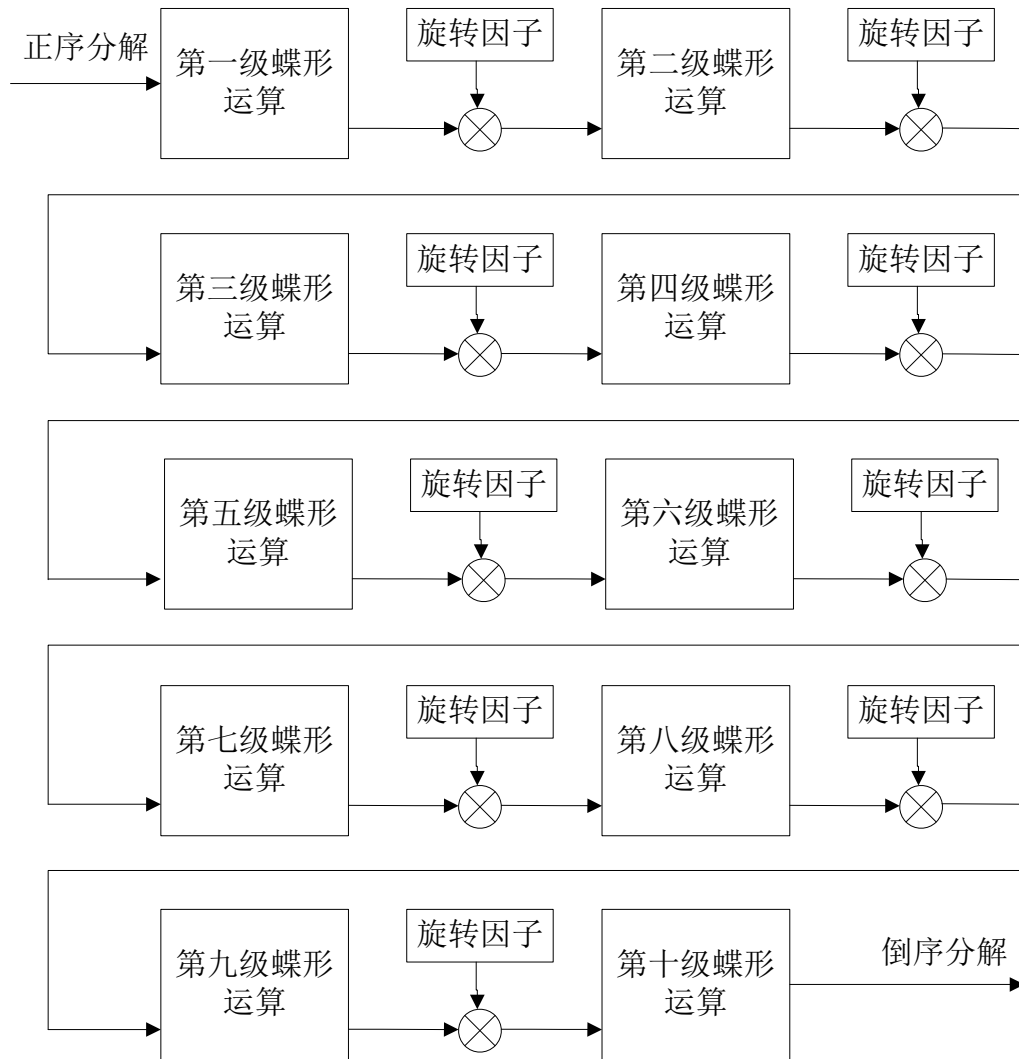 正序分解
第一级蝶形
运算
旋转因子
第二级蝶形
运算
旋转因子
第三级蝶形
运算
旋转因子
第四级蝶形
运算
旋转因子
第五级蝶形
运算
旋转因子
第六级蝶形
运算
旋转因子
第七级蝶形
运算
旋转因子
第八级蝶形
运算
旋转因子
第九级蝶形
运算
旋转因子
第十级蝶形
运算
倒序分解